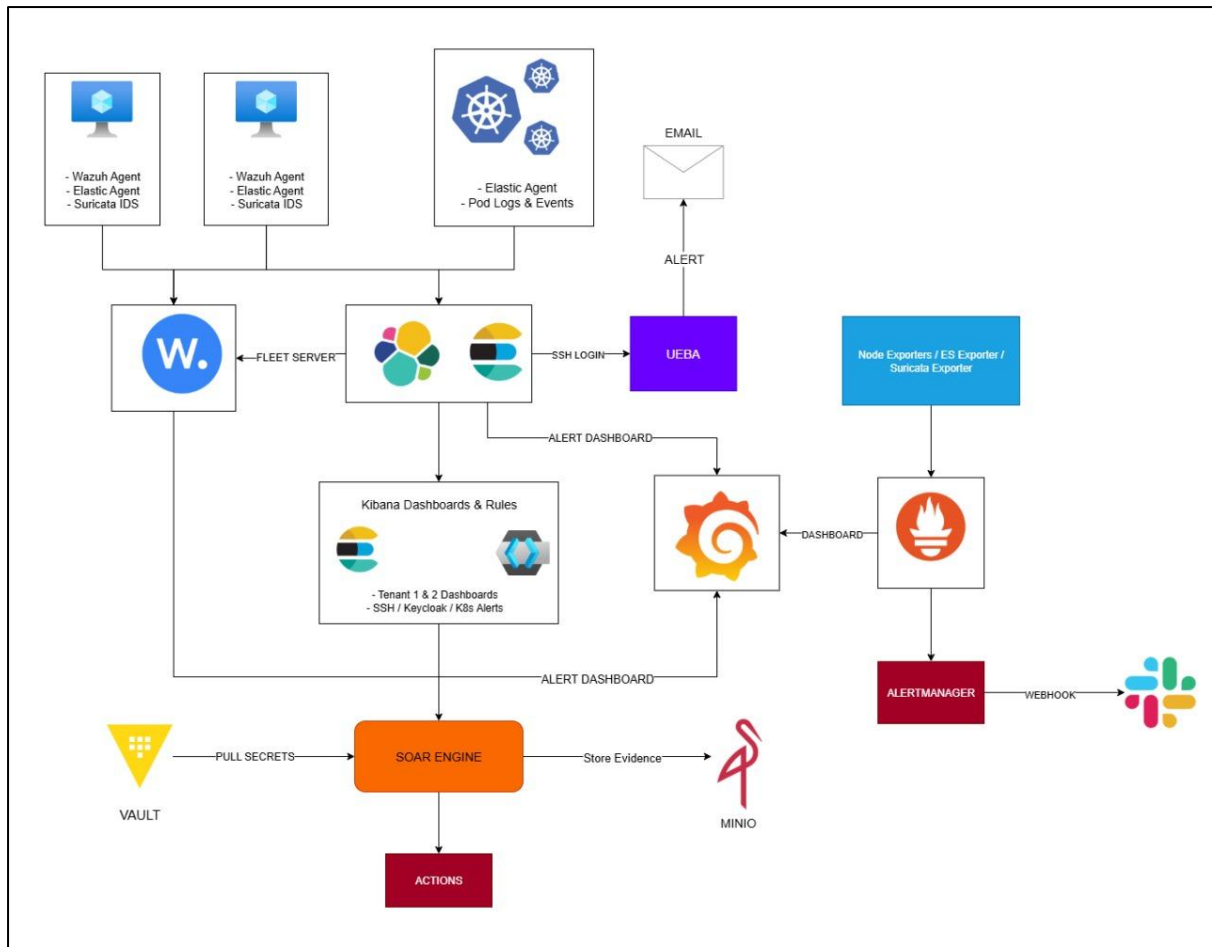 - Wazuh Agent
- Elastic Agent
- Suricata IDS
- Wazuh Agent
- Elastic Agent
- Suricata IDS
- Elastic Agent
- Pod Logs & Events
EMAIL
ALERT
W.
FLEET SERVER
SSH LOGIN
UEBA
Node Exporters / ES Exporter /
Suricata Exporter
ALERT DASHBOARD
Kibana Dashboards & Rules
- Tenant 1 & 2 Dashboards
- SSH / Keycloak / K8s Alerts
DASHBOARD
ALERT DASHBOARD
ALERTMANAGER
WEBHOOK
VAULT
PULL SECRETS
SOAR ENGINE
Store Evidence
MINIO
ACTIONS